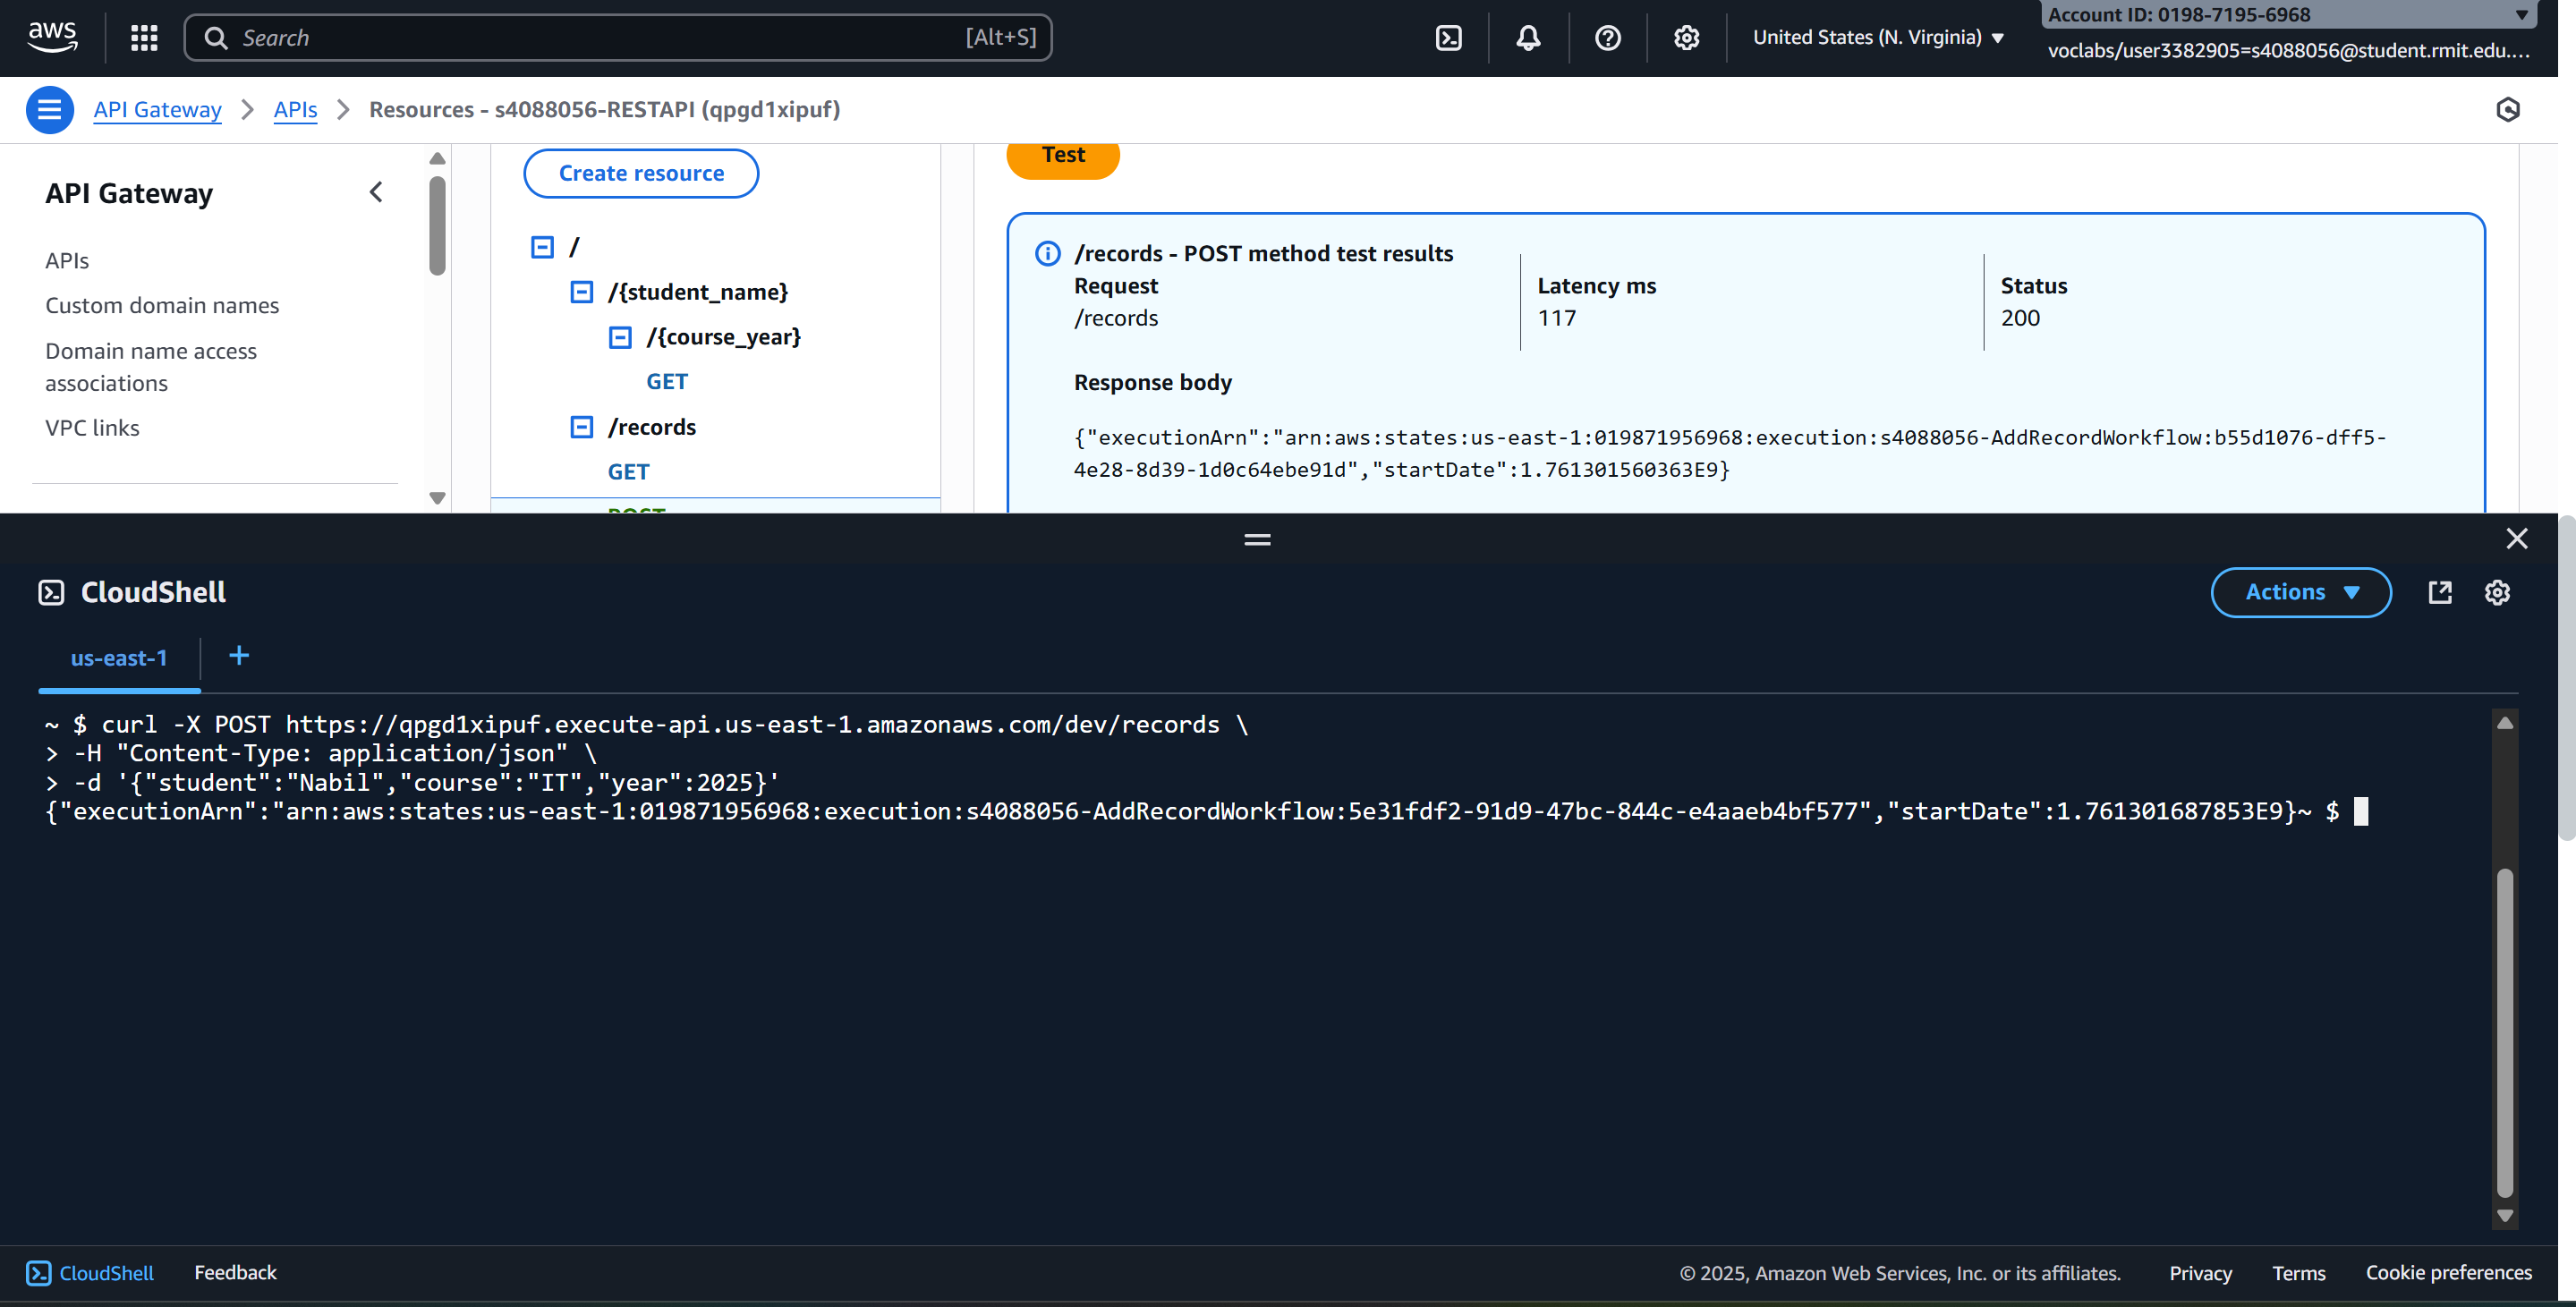 aws
Search
[Alt+S]
United States (N. Virginia)
Account ID: 0198-7195-6968
voclabs/user3382905=s4088056@student.rmit.edu....
API Gateway
APIs
Resources - s4088056-RESTAPI (qpgd1xipuf)
API Gateway
APIs
Custom domain names
Domain name access
associations
VPC links
Create resource
/
/{student_name}
/{course_year}
GET
/records
GET
POST
Test
/records - POST method test results
Request
/records
Latency ms
117
Status
200
Response body
{"executionArn":"arn:aws:states:us-east-1:019871956968:execution:s4088056-AddRecordWorkflow:b55d1076-dff5-
4e28-8d39-1d0c64ebe91d","startDate":1.761301560363E9}
CloudShell
Actions
us-east-1
~ $ curl -X POST https://qpgd1xipuf.execute-api.us-east-1.amazonaws.com/dev/records \
> -H "Content-Type: application/json" \
> -d '{"student":"Nabil","course":"IT","year":2025}'
{"executionArn":"arn:aws:states:us-east-1:019871956968:execution:s4088056-AddRecordWorkflow:5e31fdf2-91d9-47bc-844c-e4aaeb4bf577","startDate":1.761301687853E9}~ $
CloudShell
Feedback
© 2025, Amazon Web Services, Inc. or its affiliates.
Privacy
Terms
Cookie preferences